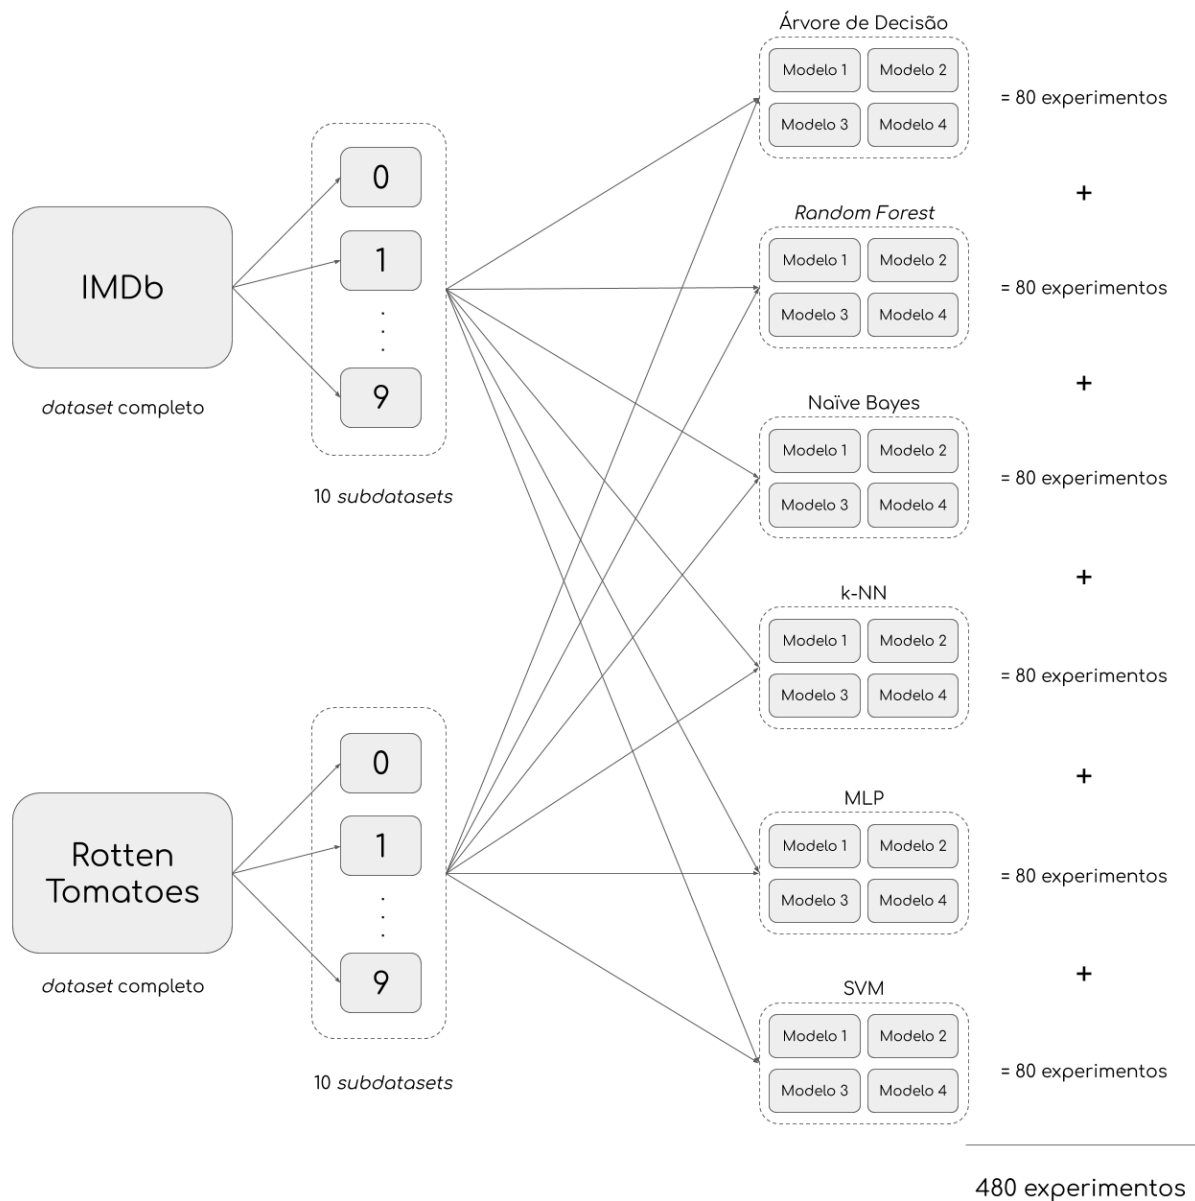 IMDb
dataset completo
0
1
.
.
.
9
10 subdatasets
Rotten
Tomatoes
dataset completo
0
1
.
.
.
9
10 subdatasets
Árvore de Decisão
Modelo 1 Modelo 2
Modelo 3 Modelo 4
= 80 experimentos
+
Random Forest
Modelo 1 Modelo 2
Modelo 3 Modelo 4
= 80 experimentos
+
Naïve Bayes
Modelo 1 Modelo 2
Modelo 3 Modelo 4
= 80 experimentos
+
k-NN
Modelo 1 Modelo 2
Modelo 3 Modelo 4
= 80 experimentos
+
MLP
Modelo 1 Modelo 2
Modelo 3 Modelo 4
= 80 experimentos
+
SVM
Modelo 1 Modelo 2
Modelo 3 Modelo 4
= 80 experimentos
480 experimentos